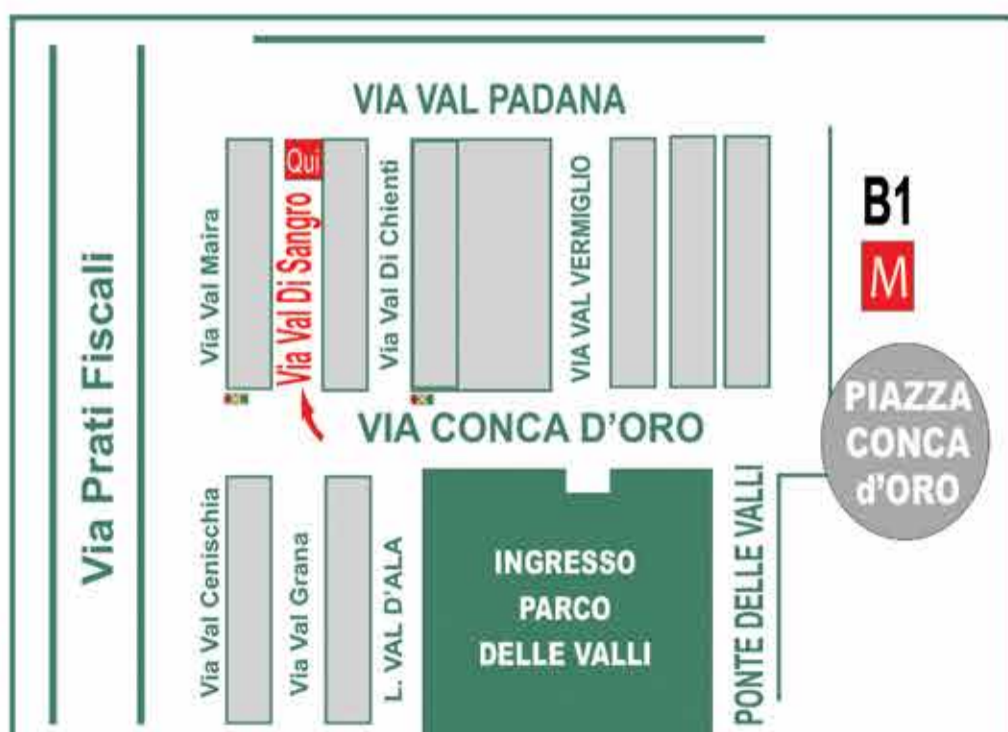 VIA VAL PADANA
Via Prati Fiscali
Via Val Maira
Via Val Di Sangro
Qui
Via Val Di Chienti
VIA VAL VERMIGLIO
B1
M
PIAZZA
CONCA
d'ORO
VIA CONCA D'ORO
Via Val Cenischia
Via Val Grana
L. VAL D'ALA
INGRESSO
PARCO
DELLE VALLI
PONTE DELLE VALLI